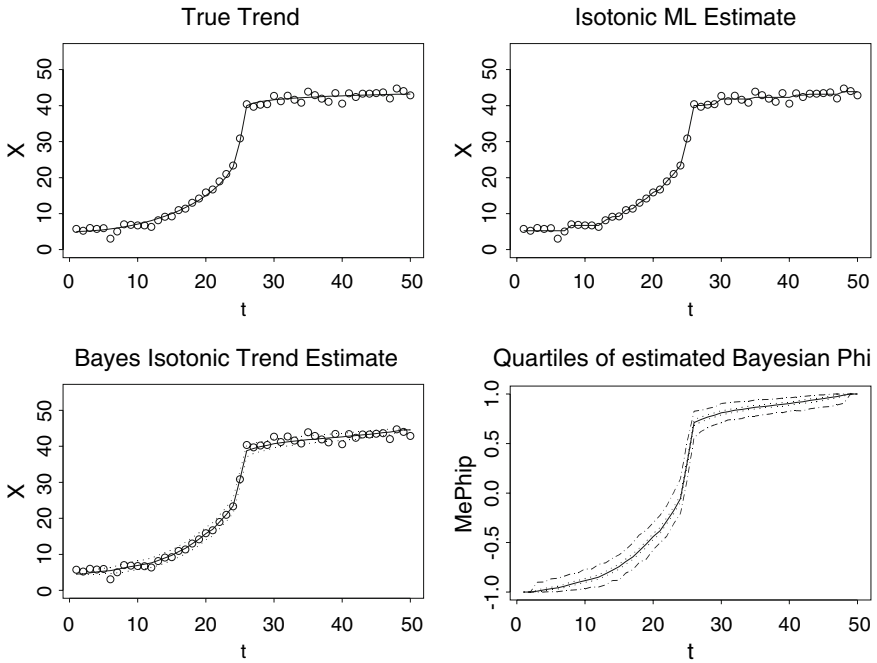 True Trend
Isotonic ML Estimate
X
50
40
30
20
10
0
0 10 20 30 40 50
t
X
50
40
30
20
10
0
0 10 20 30 40 50
t
Bayes Isotonic Trend Estimate
Quartiles of estimated Bayesian Phi
X
50
40
30
20
10
0
0 10 20 30 40 50
t
MePhip
1.0
0.5
0.0
-0.5
-1.0
0 10 20 30 40 50
t